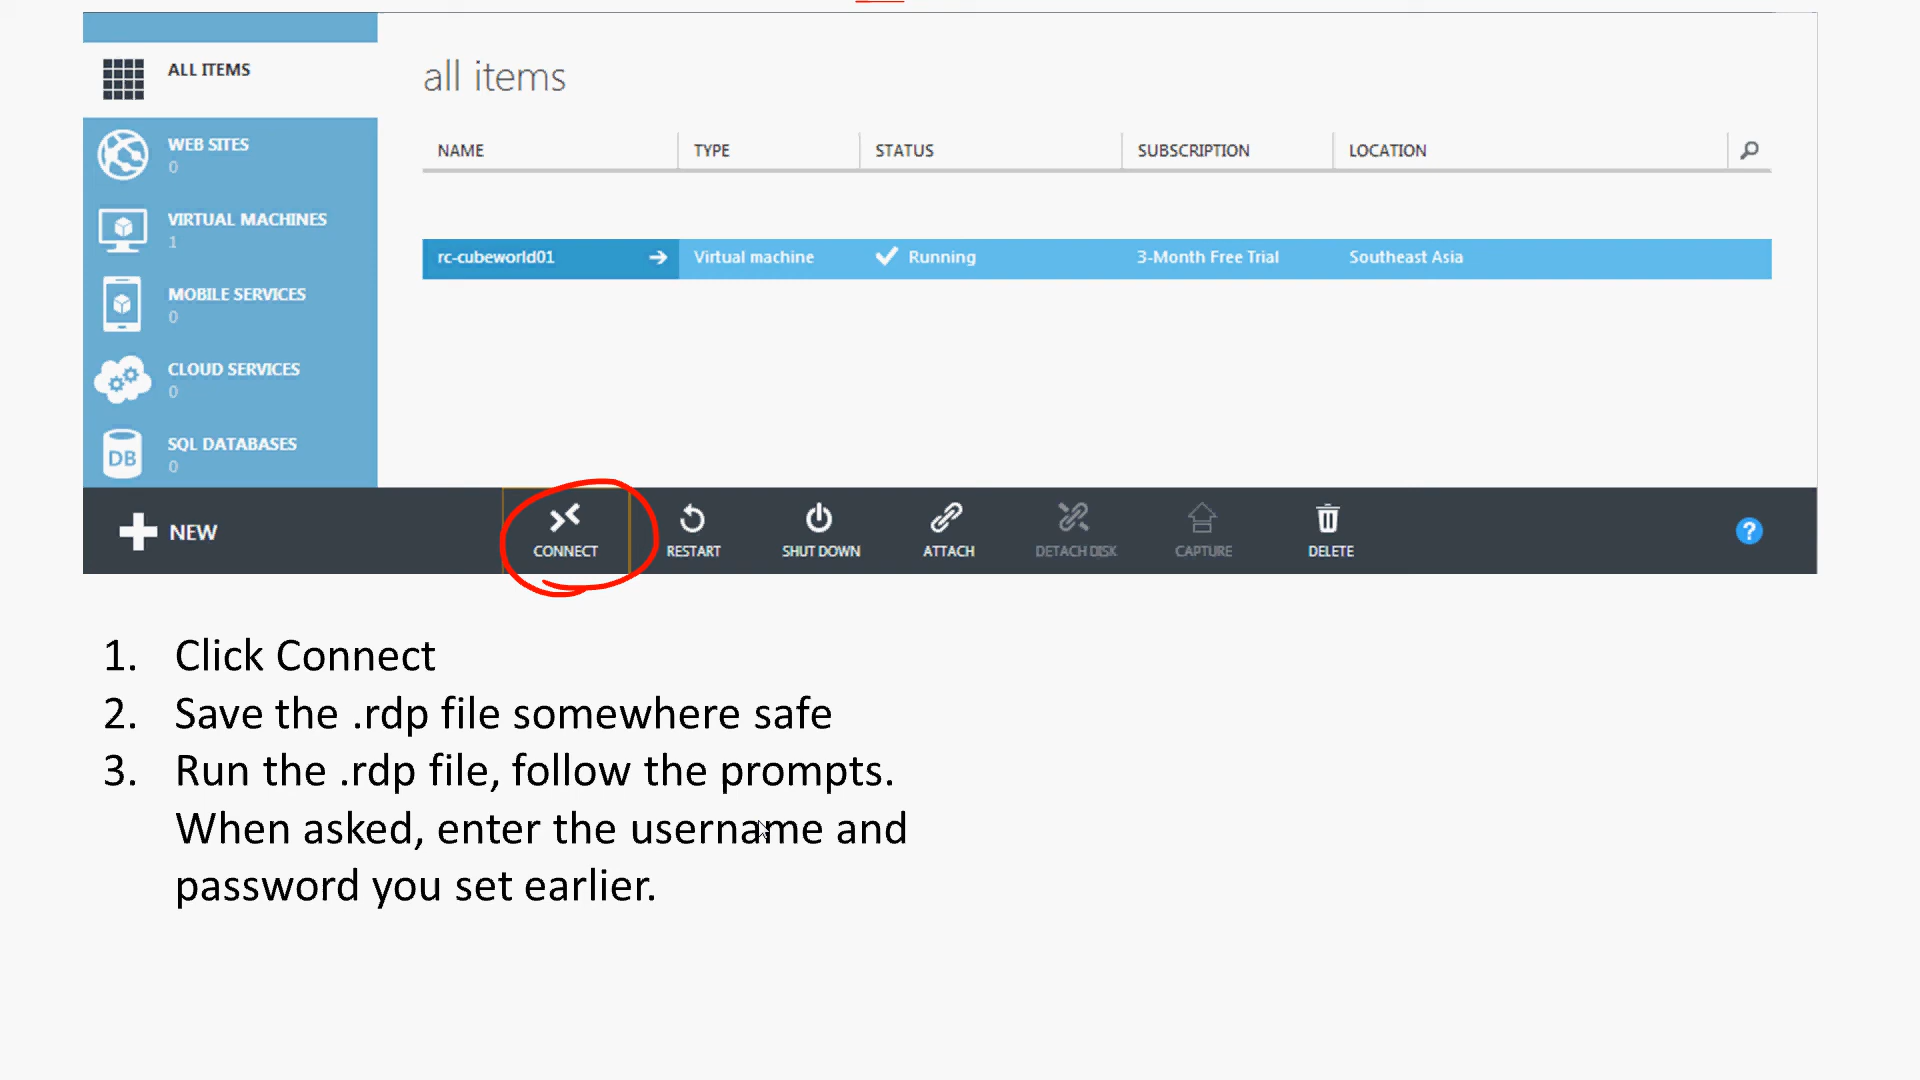 ALL ITEMS
WEB SITES
0
VIRTUAL MACHINES
1
MOBILE SERVICES
0
CLOUD SERVICES
0
DB
SQL DATABASES
0
all items
NAME TYPE STATUS SUBSCRIPTION LOCATION
rc-cubeworld01 Virtual machine Running 3-Month Free Trial Southeast Asia
NEW CONNECT RESTART SHUT DOWN ATTACH DETACH DISK CAPTURE DELETE ?
1. Click Connect
2. Save the .rdp file somewhere safe
3. Run the .rdp file, follow the prompts.
When asked, enter the username and
password you set earlier.